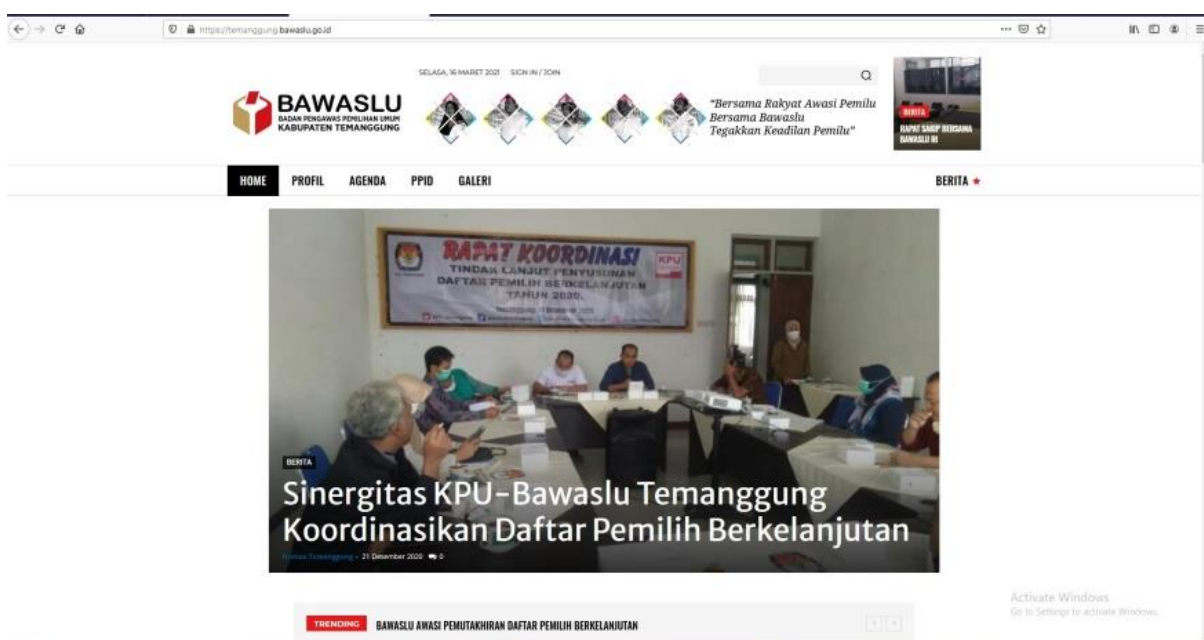 https://temanggung.bawaslu.go.id
SELASA, 16 MARET 2021 SIGN IN / JOIN
BAWASLU
BADAN PENGAWAS PEMILIHAN UMUM
KABUPATEN TEMANGGUNG
"Bersama Rakyat Awasi Pemilu
Bersama Bawaslu
Tegakkan Keadilan Pemilu"
BERITA
RAPAT SAKIP BERSAMA
BAWASLU RI
HOME PROFIL AGENDA PPID GALERI BERITA
RAPAT KOORDINASI
KPU
TINDAK LANJUT PENYUSUNAN
DAFTAR PEMILIH BERKELANJUTAN
TAHUN 2020.
BERITA
Sinergitas KPU-Bawaslu Temanggung
Koordinasikan Daftar Pemilih Berkelanjutan
Temanggung - 21 Desember 2020 0
Activate Windows
Go to Settings to activate Windows.
TRENDING BAWASLU AWASI PEMUTAKHIRAN DAFTAR PEMILIH BERKELANJUTAN